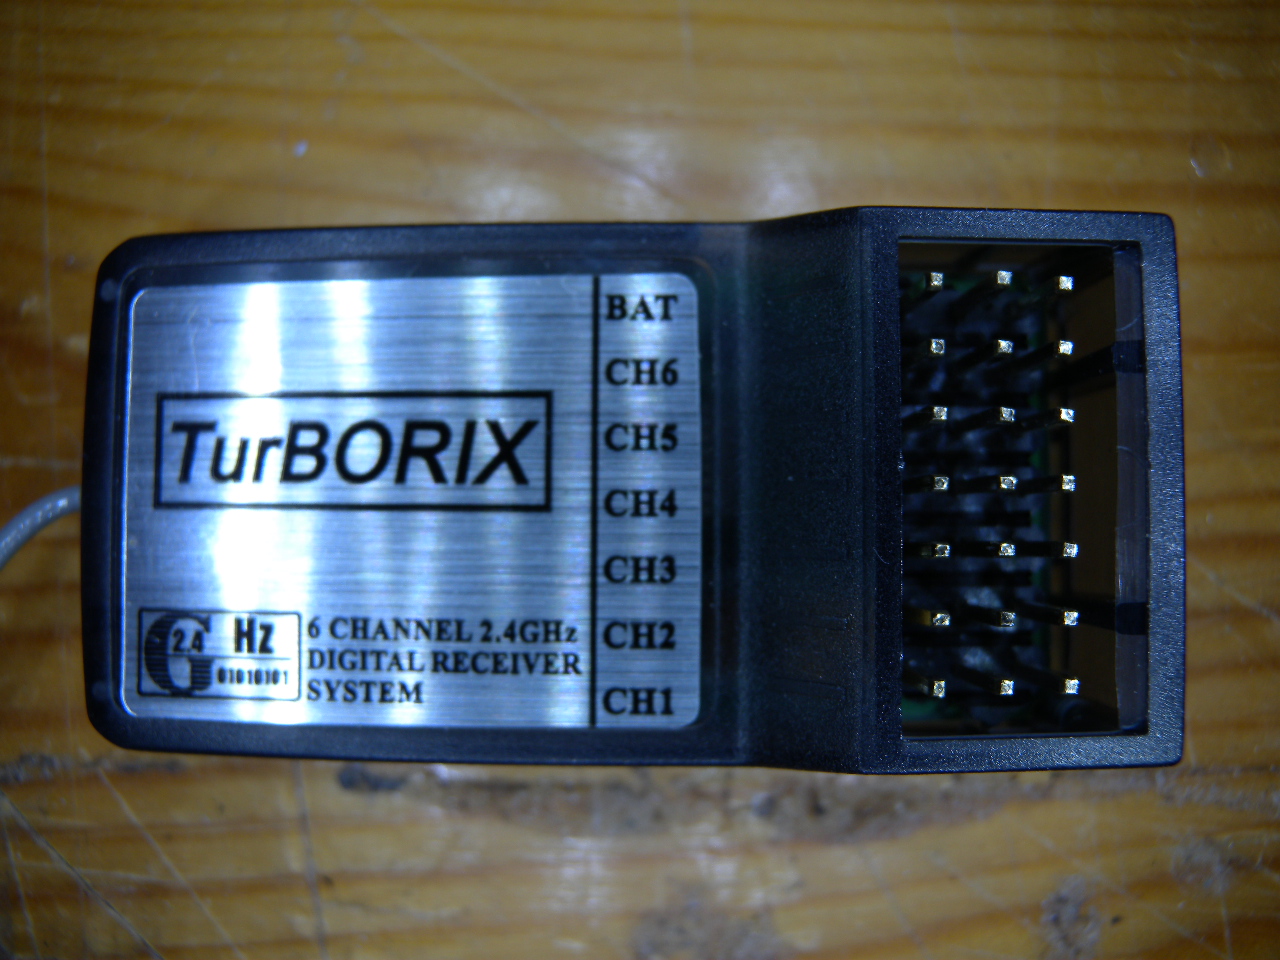 TurBORIX
G 2.4 Hz
01010101
6 CHANNEL 2.4GHz
DIGITAL RECEIVER
SYSTEM
BAT
CH6
CH5
CH4
CH3
CH2
CH1